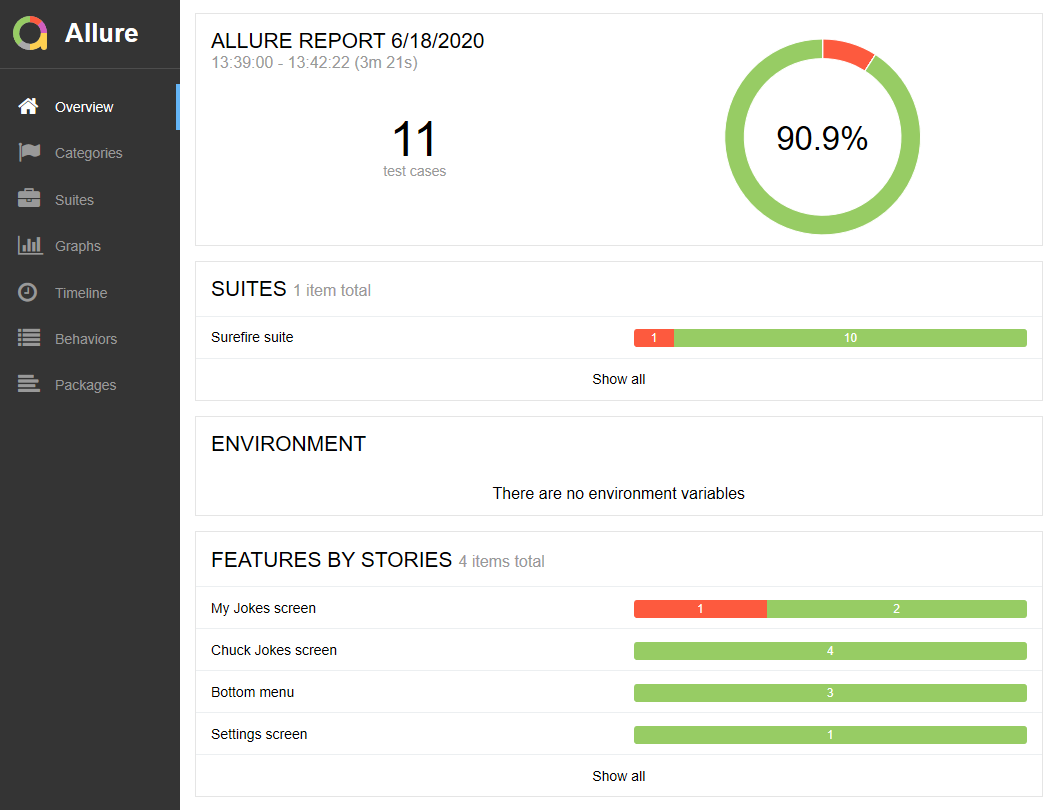 Allure
Overview
Categories
Suites
Graphs
Timeline
Behaviors
Packages
ALLURE REPORT 6/18/2020
13:39:00 - 13:42:22 (3m 21s)
11
test cases
90.9%
SUITES 1 item total
Surefire suite 1 10
Show all
ENVIRONMENT
There are no environment variables
FEATURES BY STORIES 4 items total
My Jokes screen 1 2
Chuck Jokes screen 4
Bottom menu 3
Settings screen 1
Show all